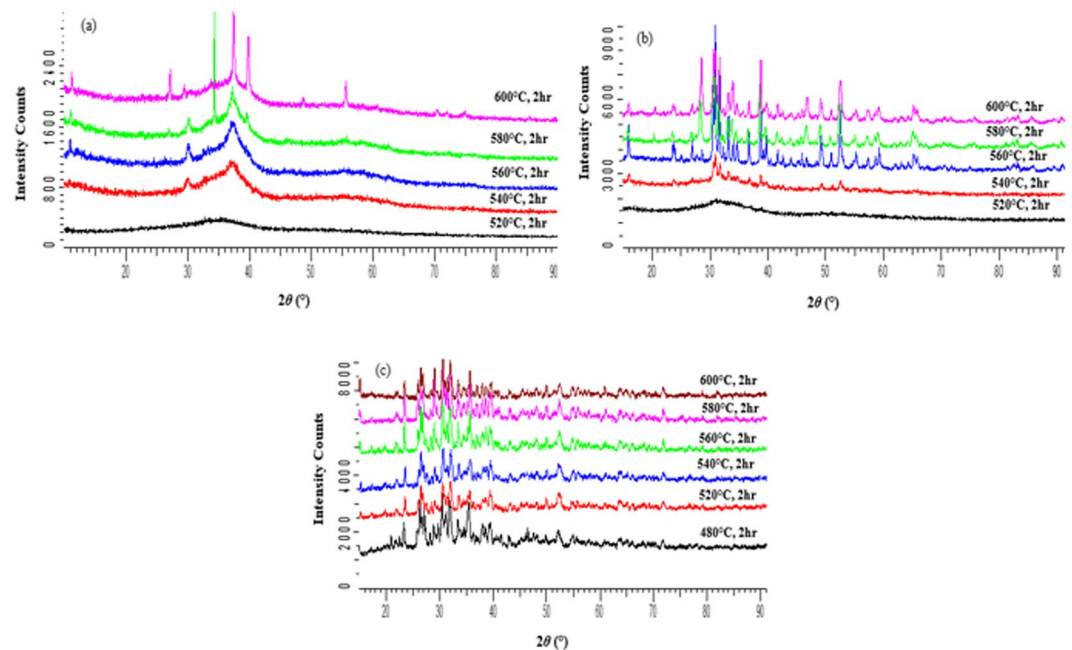 (a)
Intensity Counts
2400
1600
800
0
600°C, 2hr
580°C, 2hr
560°C, 2hr
540°C, 2hr
520°C, 2hr
20 30 40 50 60 70 80 90
2θ (°)
(b)
Intensity Counts
9000
6000
3000
0
600°C, 2hr
580°C, 2hr
560°C, 2hr
540°C, 2hr
520°C, 2hr
20 30 40 50 60 70 80 90
2θ (°)
(c)
Intensity Counts
8000
4000
2000
0
600°C, 2hr
580°C, 2hr
560°C, 2hr
540°C, 2hr
520°C, 2hr
480°C, 2hr
20 30 40 50 60 70 80 90
2θ (°)